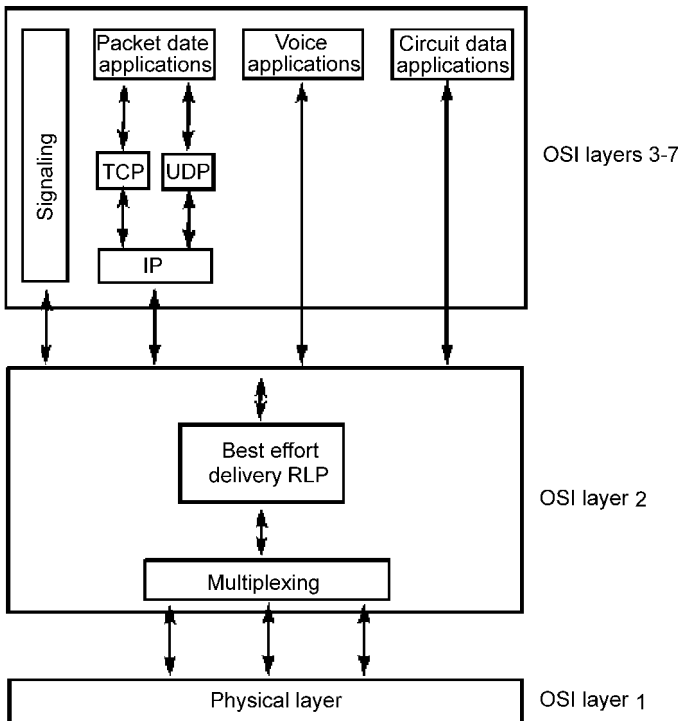 Packet date
applications
Voice
applications
Circuit data
applications
Signaling
TCP
UDP
IP
OSI layers 3-7
Best effort
delivery RLP
Multiplexing
OSI layer 2
Physical layer
OSI layer 1